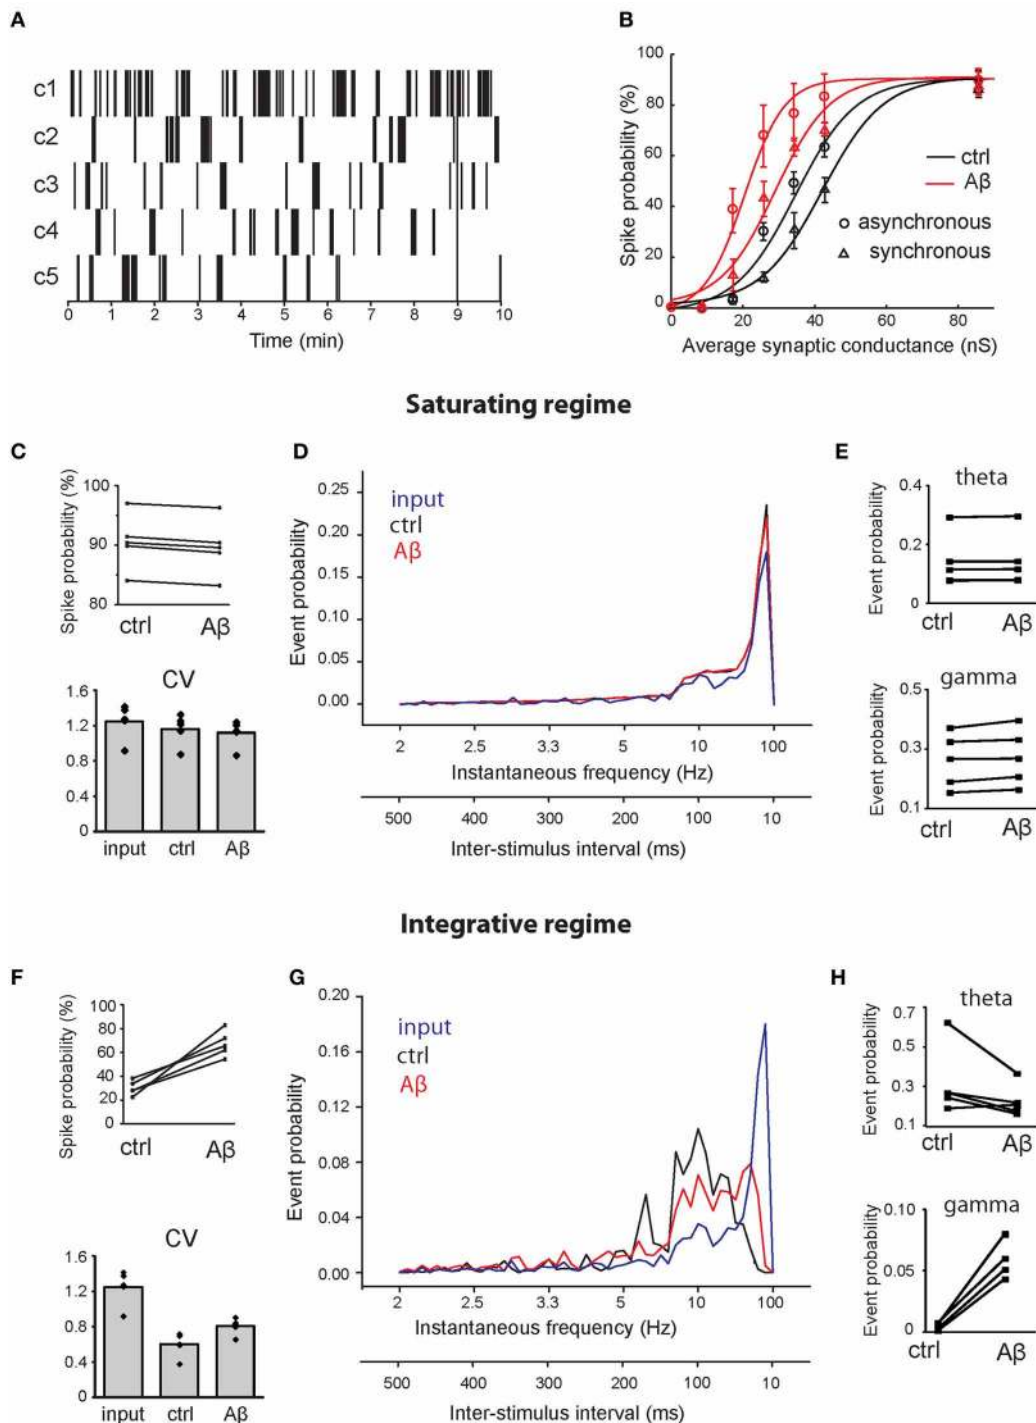 A
c1
c2
c3
c4
c5
0 1 2 3 4 5 6 7 8 9 10
Time (min)
B
Spike probability (%)
100
80
60
40
20
0
ctrl
Aβ
asynchronous
synchronous
0 20 40 60 80
Average synaptic conductance (nS)
Saturating regime
C
Spike probability (%)
100
90
80
ctrl Aβ
CV
1.6
1.2
0.8
0.4
0
input ctrl Aβ
D
Event probability
0.25
0.20
0.15
0.10
0.05
0.00
input
ctrl
Aβ
2 2.5 3.3 5 10 100
Instantaneous frequency (Hz)
500 400 300 200 100 10
Inter-stimulus interval (ms)
E
theta
Event probability
0.4
0.2
0
ctrl Aβ
gamma
Event probability
0.5
0.3
0.1
ctrl Aβ
Integrative regime
F
Spike probability (%)
100
80
60
40
20
0
ctrl Aβ
CV
1.6
1.2
0.8
0.4
0
input ctrl Aβ
G
Event probability
0.20
0.16
0.12
0.08
0.04
0.00
input
ctrl
Aβ
2 2.5 3.3 5 10 100
Instantaneous frequency (Hz)
500 400 300 200 100 10
Inter-stimulus interval (ms)
H
theta
Event probability
0.7
0.5
0.3
0.1
ctrl Aβ
gamma
Event probability
0.10
0.05
0
ctrl Aβ